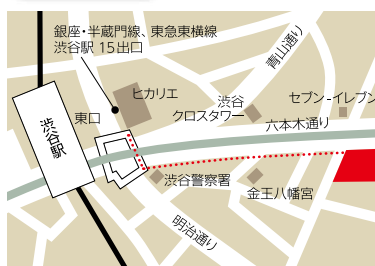 銀座・半蔵門線、東急東横線
渋谷駅 15出口
青山通り
ヒカリエ
渋谷
クロスタワー
セブン-イレブン
東口
六本木通り
渋谷駅
渋谷警察署
金王八幡宮
明治通り